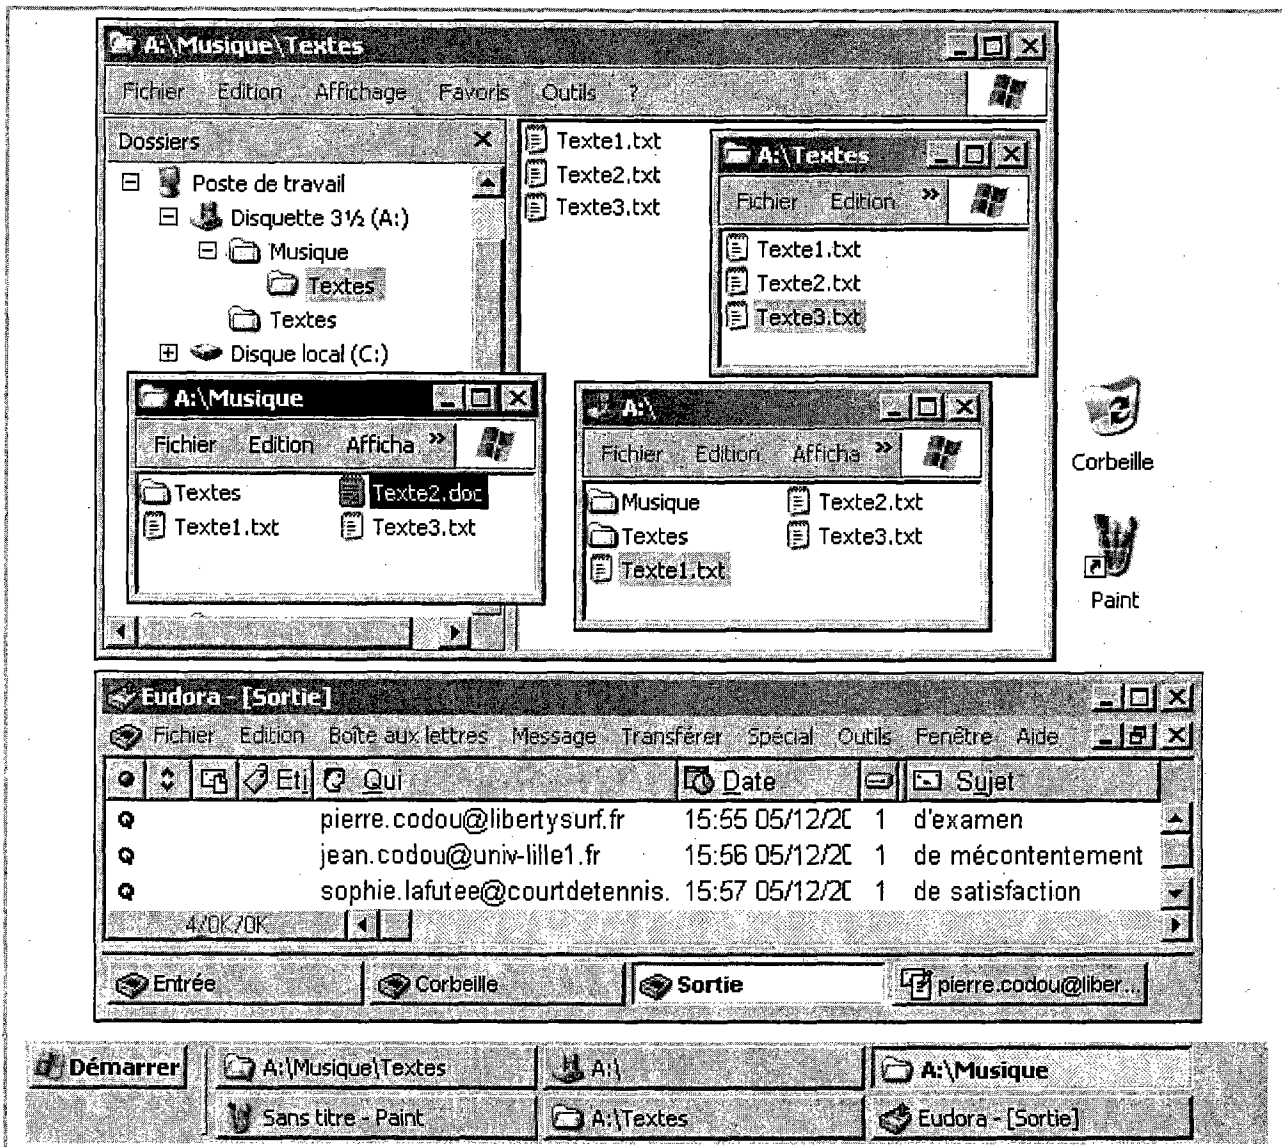 A:\Musique\Textes
Fichier Edition Affichage Favoris Outils ?
Dossiers
Poste de travail
Disquette 3½ (A:)
Musique
Textes
Textes
Disque local (C:)
Texte1.txt
Texte2.txt
Texte3.txt
A:\Textes
Fichier Edition »
Texte1.txt
Texte2.txt
Texte3.txt
A:\Musique
Fichier Edition Afficha »
Textes Texte2.doc
Texte1.txt Texte3.txt
A:\
Fichier Edition Afficha »
Musique Texte2.txt
Textes Texte3.txt
Texte1.txt
Corbeille
Paint
Eudora - [Sortie]
Fichier Edition Boîte aux lettres Message Transférer Spécial Outils Fenêtre Aide
Eti Qui Date Sujet
Q pierre.codou@libertysurf.fr 15:55 05/12/20 1 d'examen
Q jean.codou@univ-lille1.fr 15:56 05/12/20 1 de mécontentement
Q sophie.lafutee@courtdetennis. 15:57 05/12/20 1 de satisfaction
4/0K/0K
Entrée Corbeille Sortie pierre.codou@liber...
Démarrer A:\Musique\Textes A:\ A:\Musique
Sans titre - Paint A:\Textes Eudora - [Sortie]